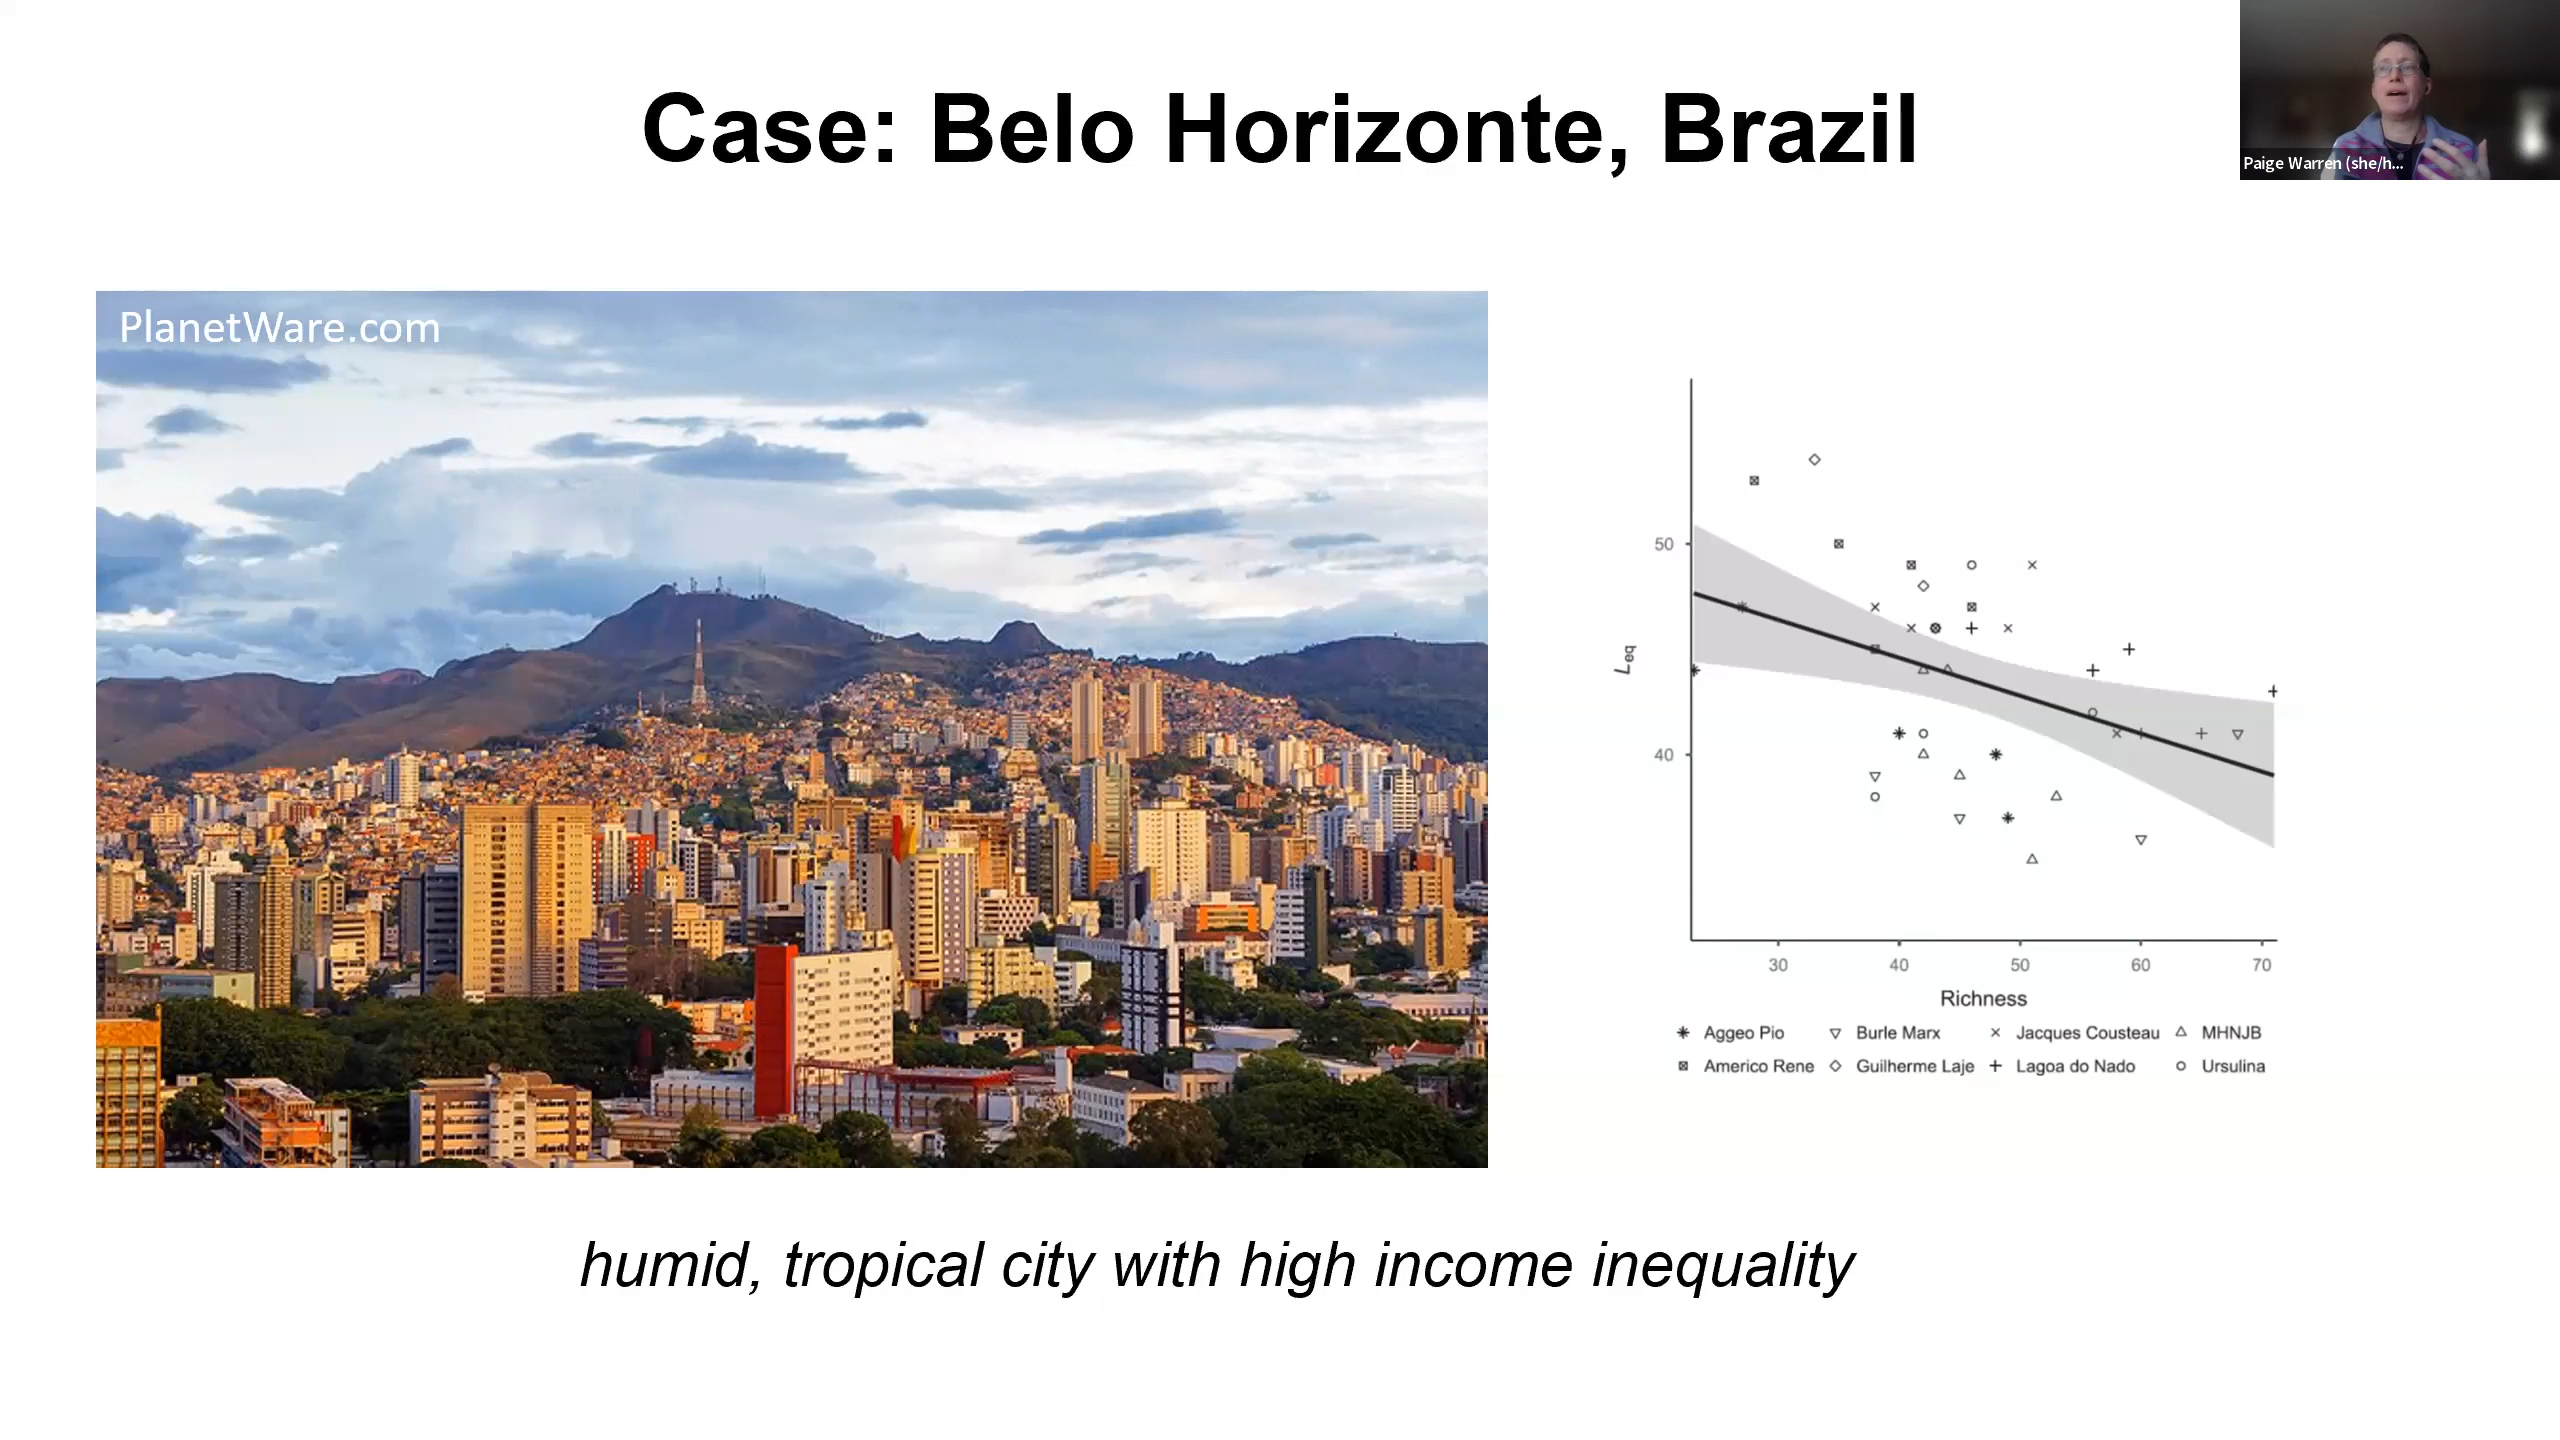 Case: Belo Horizonte, Brazil
Paige Warren (she/h...
PlanetWare.com
50
40
Leq
30 40 50 60 70
Richness
Aggeo Pio Burle Marx Jacques Cousteau MHNJB
Americo Rene Guilherme Laje Lagoa do Nado Ursulina
humid, tropical city with high income inequality